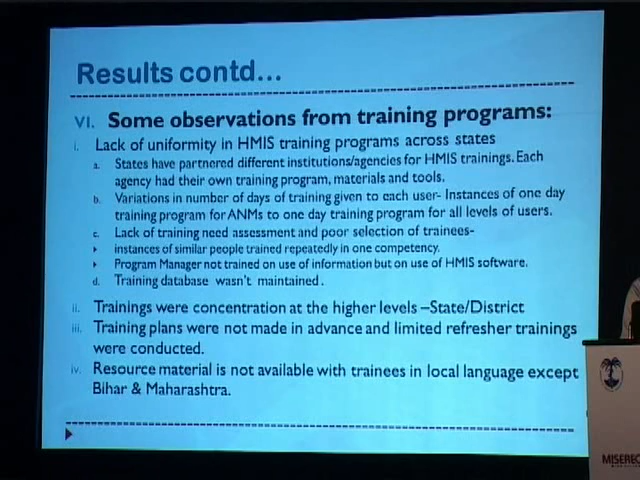 Results contd...
VI. Some observations from training programs:
i. Lack of uniformity in HMIS training programs across states
a. States have partnered different institutions/agencies for HMIS trainings. Each
agency had their own training program, materials and tools.
b. Variations in number of days of training given to each user- Instances of one day
training program for ANMs to one day training program for all levels of users.
c. Lack of training need assessment and poor selection of trainees-
instances of similar people trained repeatedly in one competency.
Program Manager not trained on use of information but on use of HMIS software.
d. Training database wasn't maintained.
ii. Trainings were concentration at the higher levels –State/District
iii. Training plans were not made in advance and limited refresher trainings
were conducted.
iv. Resource material is not available with trainees in local language except
Bihar & Maharashtra.
MISEREO